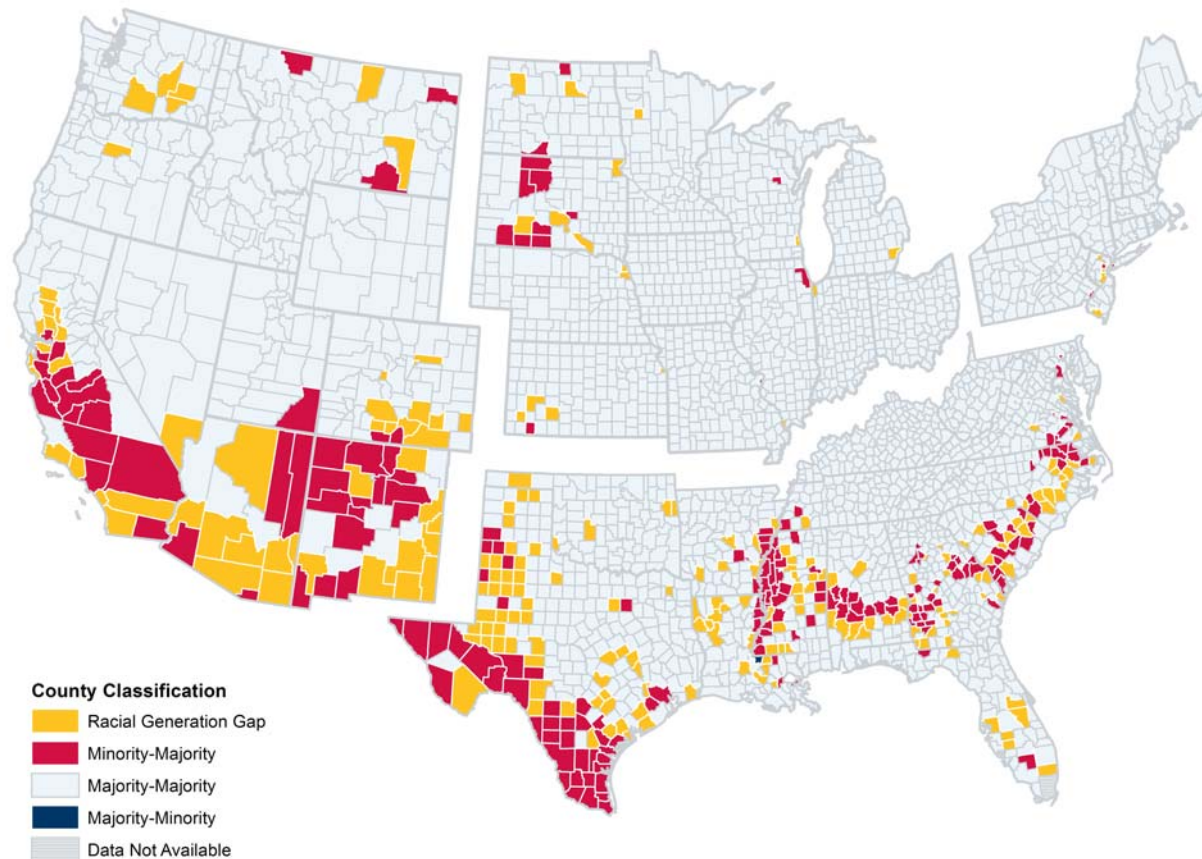 County Classification
Racial Generation Gap
Minority-Majority
Majority-Majority
Majority-Minority
Data Not Available